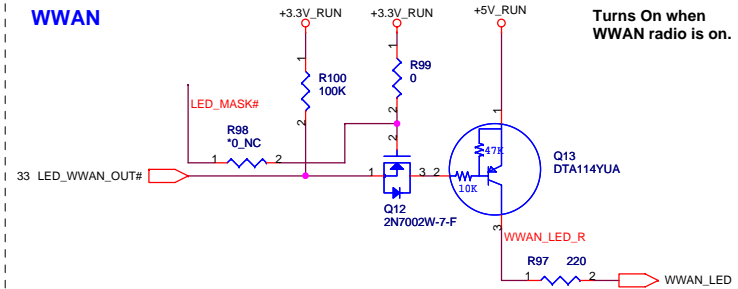 WWAN
+3.3V_RUN
+3.3V_RUN
+5V_RUN
Turns On when
WWAN radio is on.
1
R100
100K
2
1
R99
0
2
LED_MASK#
R98
*0_NC
1
2
33 LED_WWAN_OUT#
2
1
3
Q12
2N7002W-7-F
2
1
47K
10K
Q13
DTA114YUA
3
WWAN_LED_R
R97 220
1
2
WWAN_LED